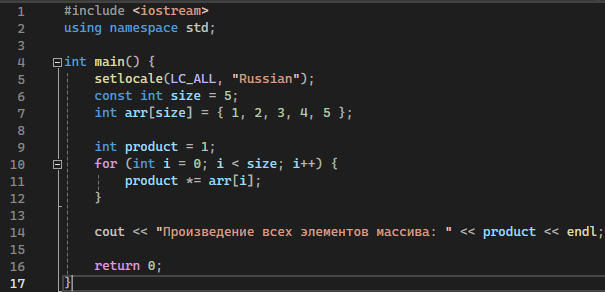 1 #include <iostream>
2 using namespace std;
3
4 int main() {
5 setlocale(LC_ALL, "Russian");
6 const int size = 5;
7 int arr[size] = { 1, 2, 3, 4, 5 };
8
9 int product = 1;
10 for (int i = 0; i < size; i++) {
11 product *= arr[i];
12 }
13
14 cout << "Произведение всех элементов массива: " << product << endl;
15
16 return 0;
17 }